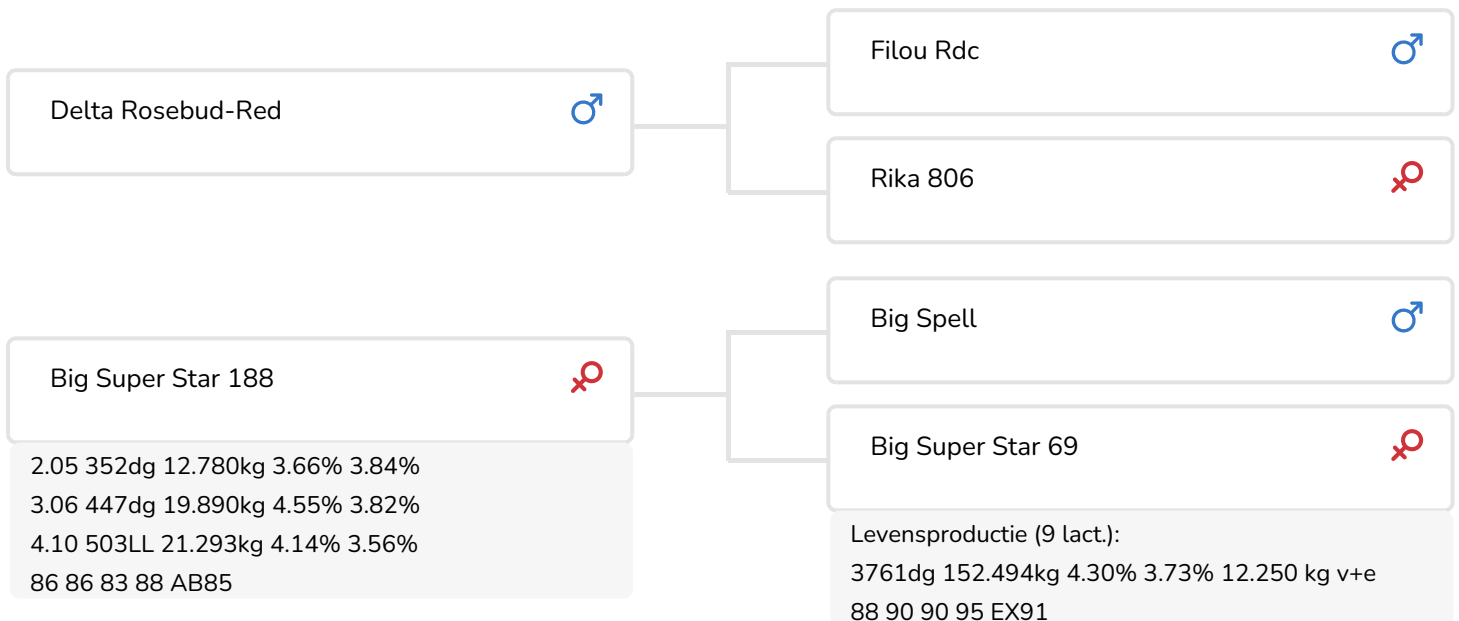 Filou Rdc
Delta Rosebud-Red
Rika 806
Big Spell
Big Super Star 188
Big Super Star 69
2.05 352dg 12.780kg 3.66% 3.84%
3.06 447dg 19.890kg 4.55% 3.82%
4.10 503LL 21.293kg 4.14% 3.56%
86 86 83 88 AB85
Levensproductie (9 lact.):
3761dg 152.494kg 4.30% 3.73% 12.250 kg v+e
88 90 90 95 EX91